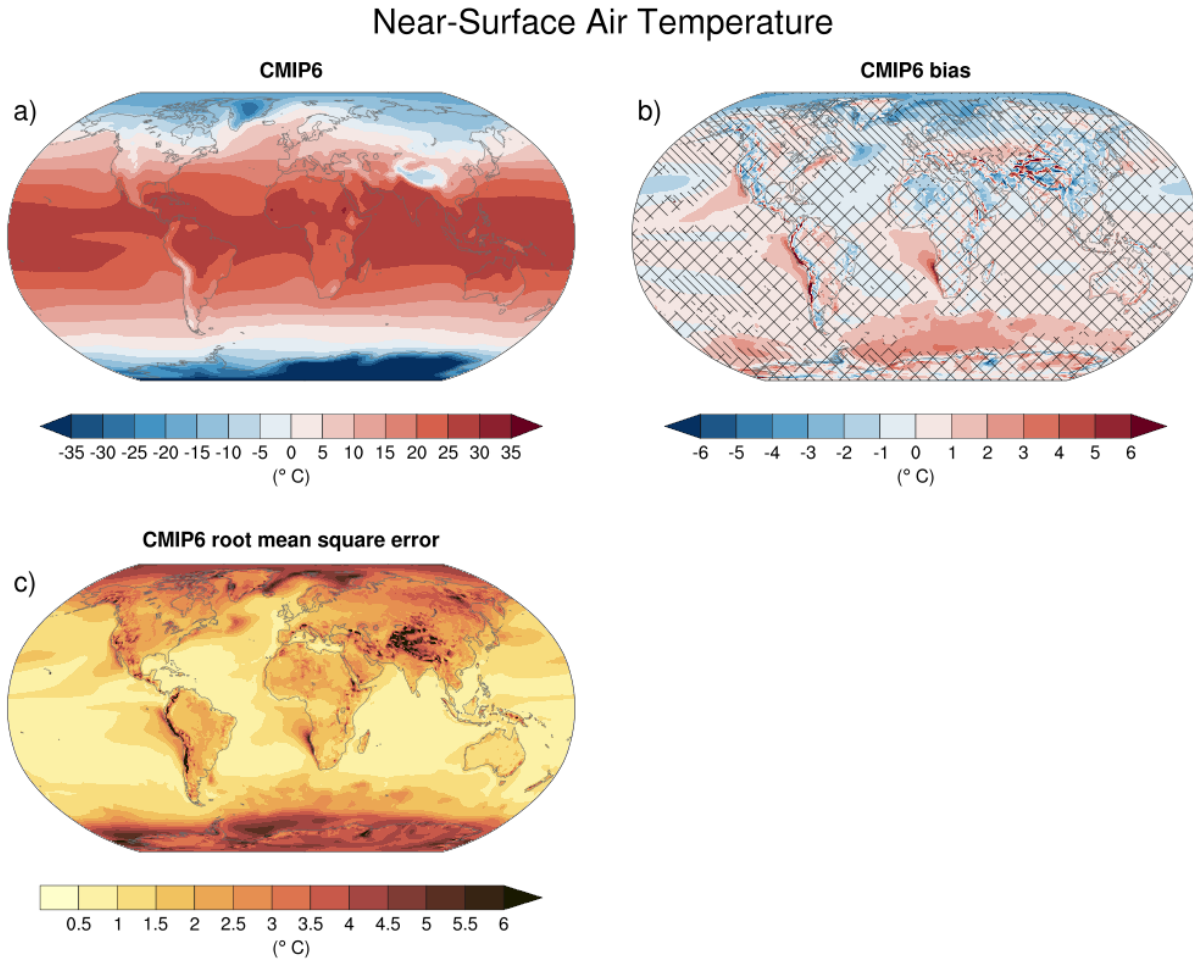 Near-Surface Air Temperature
CMIP6
a)
-35 -30 -25 -20 -15 -10 -5 0 5 10 15 20 25 30 35
(° C)
CMIP6 bias
b)
-6 -5 -4 -3 -2 -1 0 1 2 3 4 5 6
(° C)
CMIP6 root mean square error
c)
0.5 1 1.5 2 2.5 3 3.5 4 4.5 5 5.5 6
(° C)